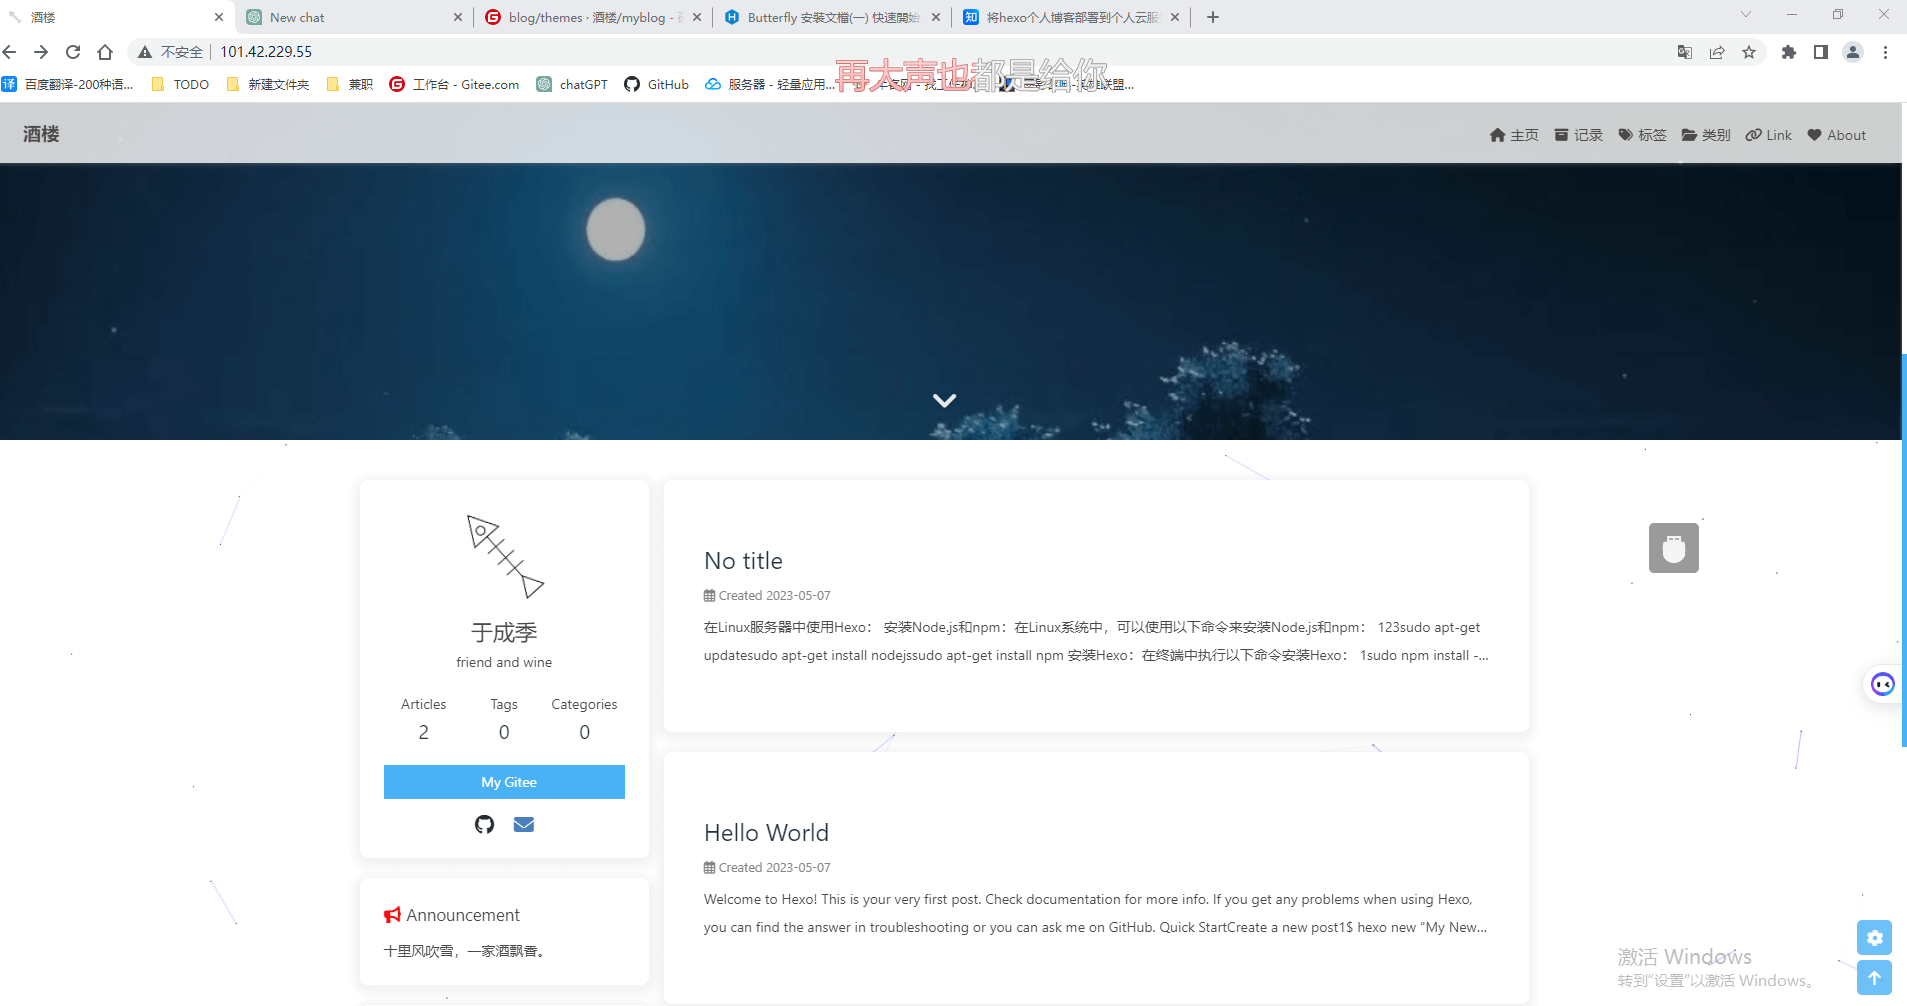 酒楼
New chat
blog/themes · 酒楼/myblog -
Butterfly 安裝文檔(一) 快速開始
将hexo个人博客部署到个人云服
不安全 101.42.229.55
百度翻译-200种语... TODO 新建文件夹 兼职 工作台 - Gitee.com chatGPT GitHub 服务器 - 轻量应用...
再大声也都是给你
酒楼
主页 记录 标签 类别 Link About
于成季
friend and wine
Articles Tags Categories
2 0 0
My Gitee
Announcement
十里风吹雪，一家酒飘香。
No title
Created 2023-05-07
在Linux服务器中使用Hexo： 安装Node.js和npm：在Linux系统中，可以使用以下命令来安装Node.js和npm： 123sudo apt-get
updatesudo apt-get install nodejssudo apt-get install npm 安装Hexo：在终端中执行以下命令安装Hexo： 1sudo npm install -...
Hello World
Created 2023-05-07
Welcome to Hexo! This is your very first post. Check documentation for more info. If you get any problems when using Hexo,
you can find the answer in troubleshooting or you can ask me on GitHub. Quick StartCreate a new post1$ hexo new "My New...
激活 Windows
转到"设置"以激活 Windows。